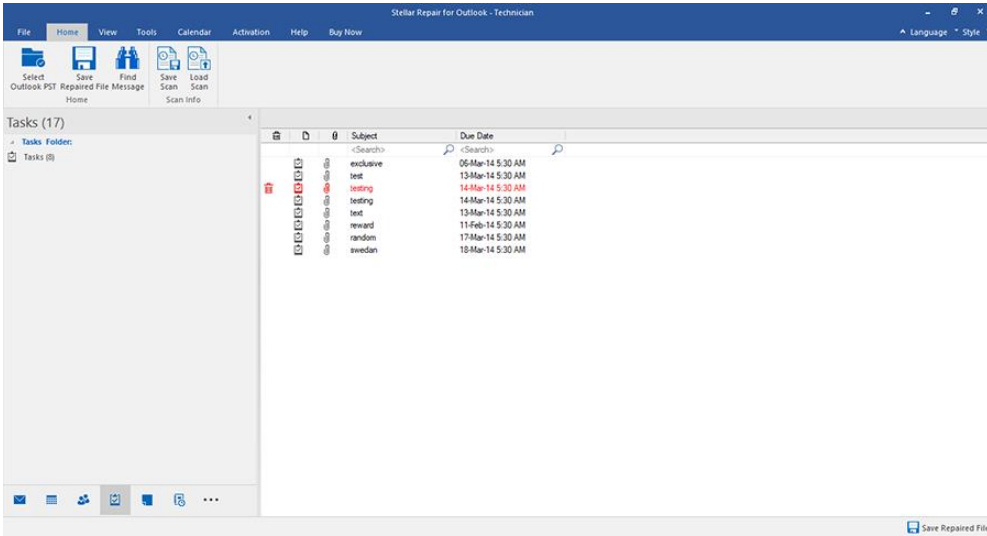 Stellar Repair for Outlook - Technician
File Home View Tools Calendar Activation Help Buy Now Language Style
Select Outlook PST
Save Repaired File
Find Message
Save Scan
Load Scan
Home Scan Info
Tasks (17)
Tasks Folder:
Tasks (8)
Subject Due Date
<Search> <Search>
exclusive 06-Mar-14 5:30 AM
test 13-Mar-14 5:30 AM
testing 14-Mar-14 5:30 AM
testing 14-Mar-14 5:30 AM
text 13-Mar-14 5:30 AM
reward 11-Feb-14 5:30 AM
random 17-Mar-14 5:30 AM
swedan 18-Mar-14 5:30 AM
Save Repaired File